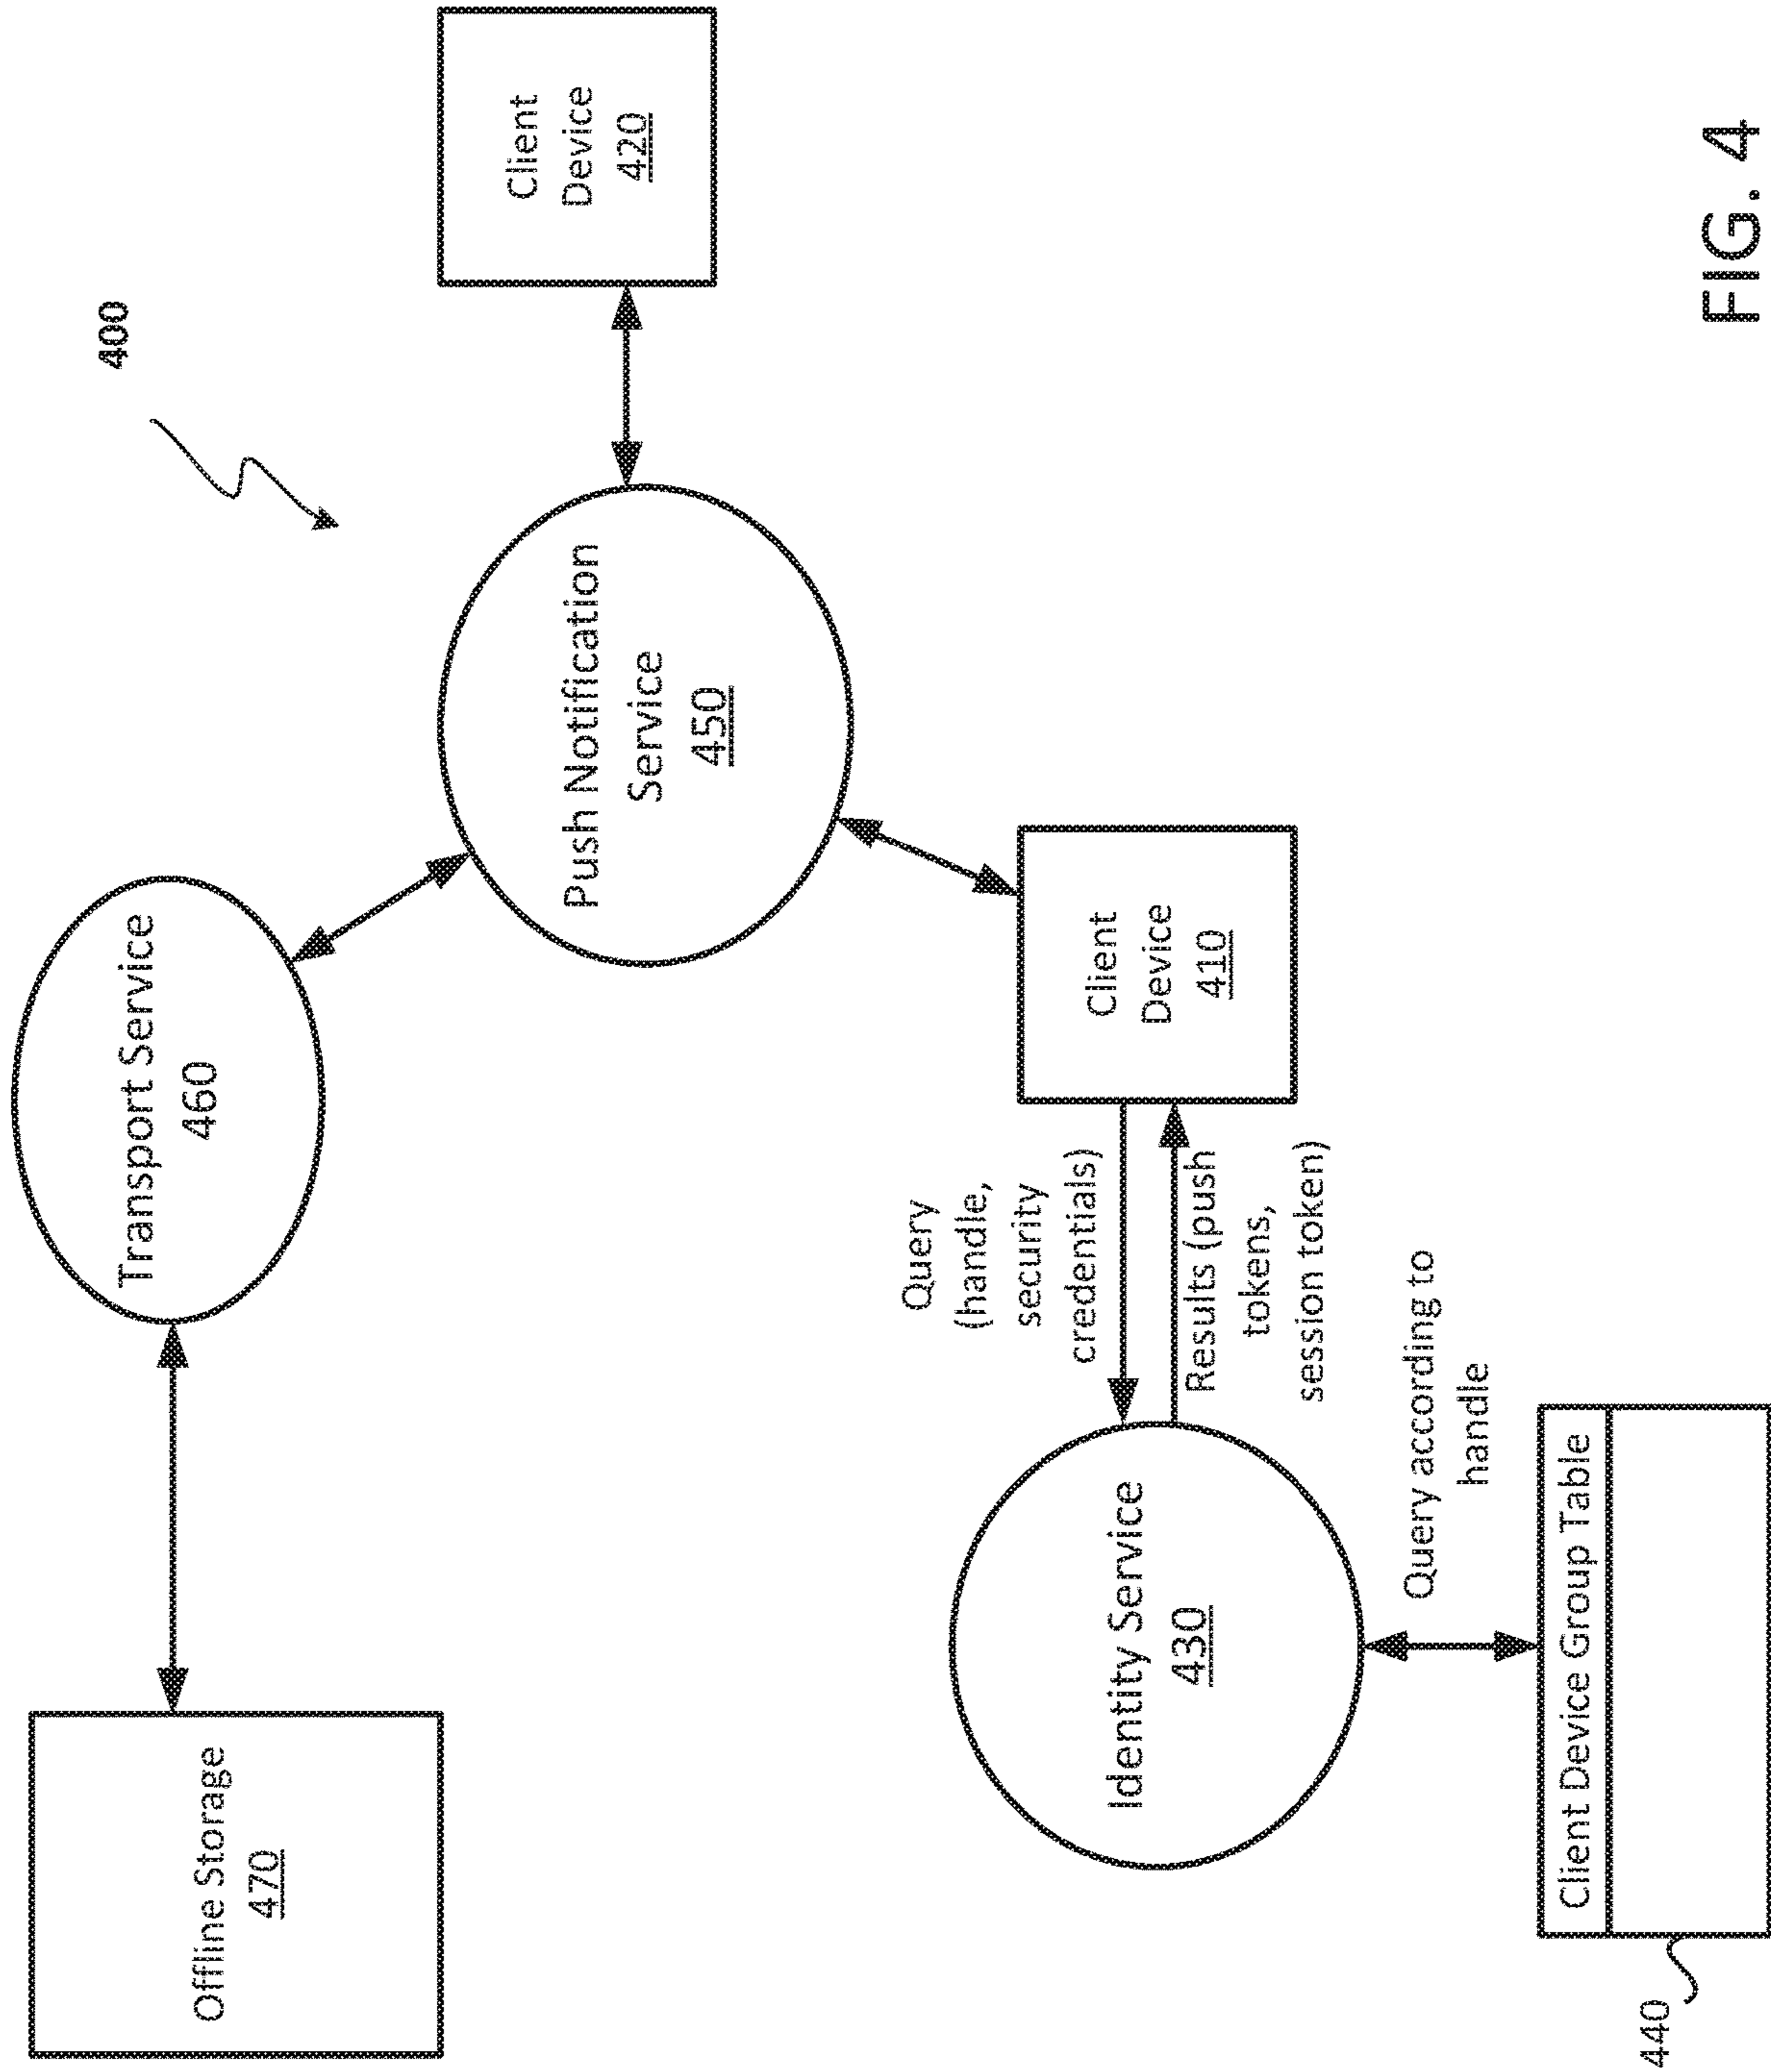 400
Offline Storage
470
Transport Service
460
Push Notification
Service
450
Client
Device
420
Query
(handle,
security
credentials)
Results (push
tokens,
session token)
Client
Device
410
Identity Service
430
Query according to
handle
Client Device Group Table
440
FIG. 4